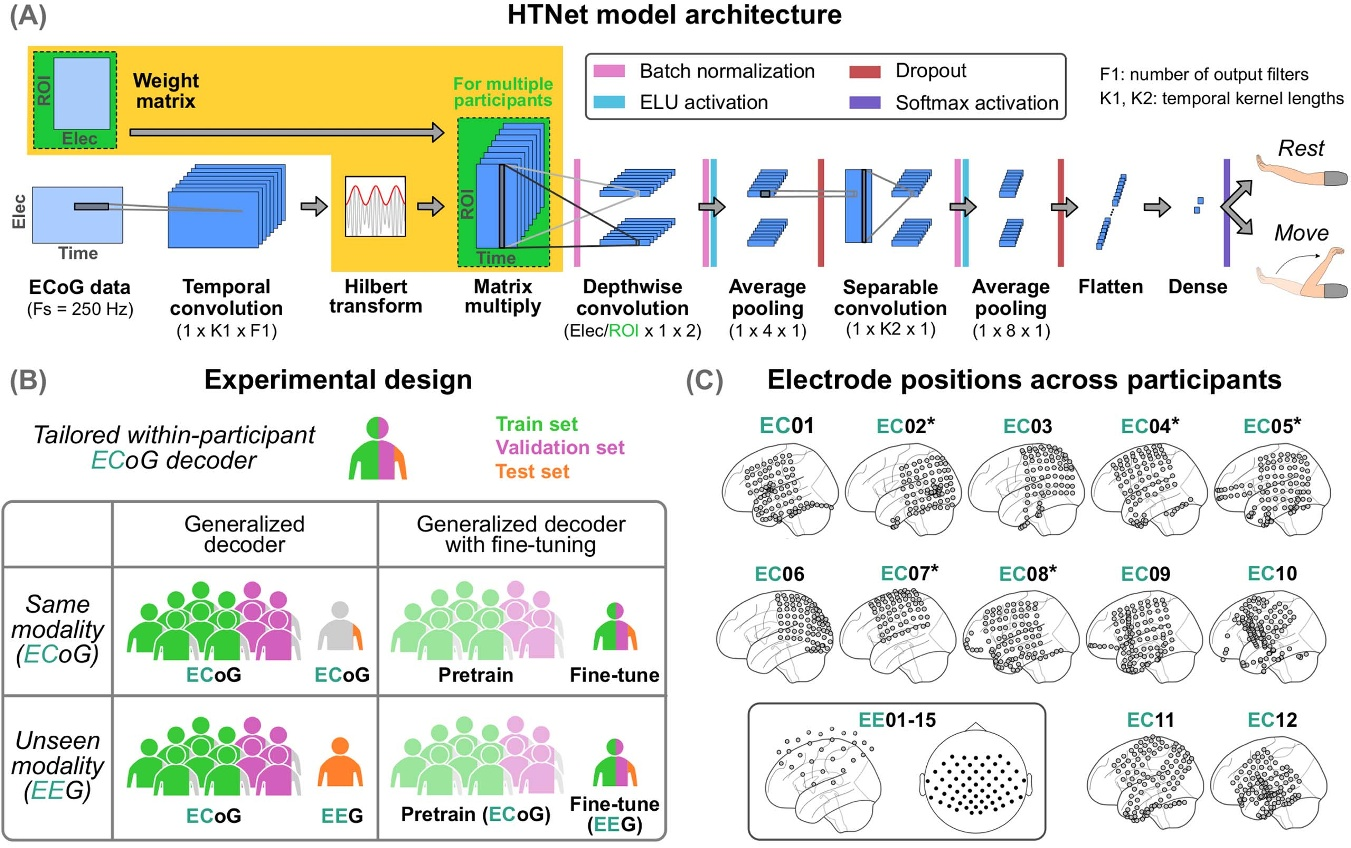 (A)
HTNet model architecture
ROI
Elec
Weight
matrix
For multiple
participants
Batch normalization
ELU activation
Dropout
Softmax activation
F1: number of output filters
K1, K2: temporal kernel lengths
Elec
Time
ROI
Time
Rest
Move
ECoG data
(Fs = 250 Hz)
Temporal
convolution
(1 x K1 x F1)
Hilbert
transform
Matrix
multiply
Depthwise
convolution
(Elec/ROI x 1 x 2)
Average
pooling
(1 x 4 x 1)
Separable
convolution
(1 x K2 x 1)
Average
pooling
(1 x 8 x 1)
Flatten
Dense
(B)
Experimental design
Tailored within-participant
ECoG decoder
Train set
Validation set
Test set
Generalized
decoder
Generalized decoder
with fine-tuning
Same
modality
(ECoG)
ECoG
ECoG
Pretrain
Fine-tune
Unseen
modality
(EEG)
ECoG
EEG
Pretrain (ECoG)
Fine-tune
(EEG)
(C)
Electrode positions across participants
EC01
EC02*
EC03
EC04*
EC05*
EC06
EC07*
EC08*
EC09
EC10
EE01-15
EC11
EC12